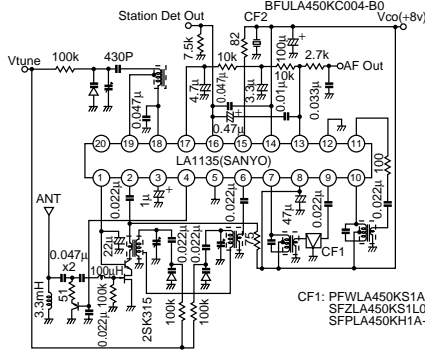 BFULA450KC004-B0
Station Det Out
CF2
Vcc(+8v)
Vtune
100k
430P
7.5k
82
100μ
2.7k
10k
AF Out
0.047μ
4.7μ
0.047μ
3.3μ
10k
0.01μ
0.033μ
0.47μ
20 19 18 17 16 15 14 13 12 11
LA1135(SANYO)
1 2 3 4 5 6 7 8 9 10
100
ANT
0.022μ
1μ
0.022μ
0.022μ
0.022μ
47μ
0.022μ
0.022μ
22μ
0.047μ
x2
100μH
CF1
3.3mH
51
100k
0.022μ
2SK315
100k
100k
CF1: PFWLA450KS1A
SFZLA450KS1L0
SFPLA450KH1A-